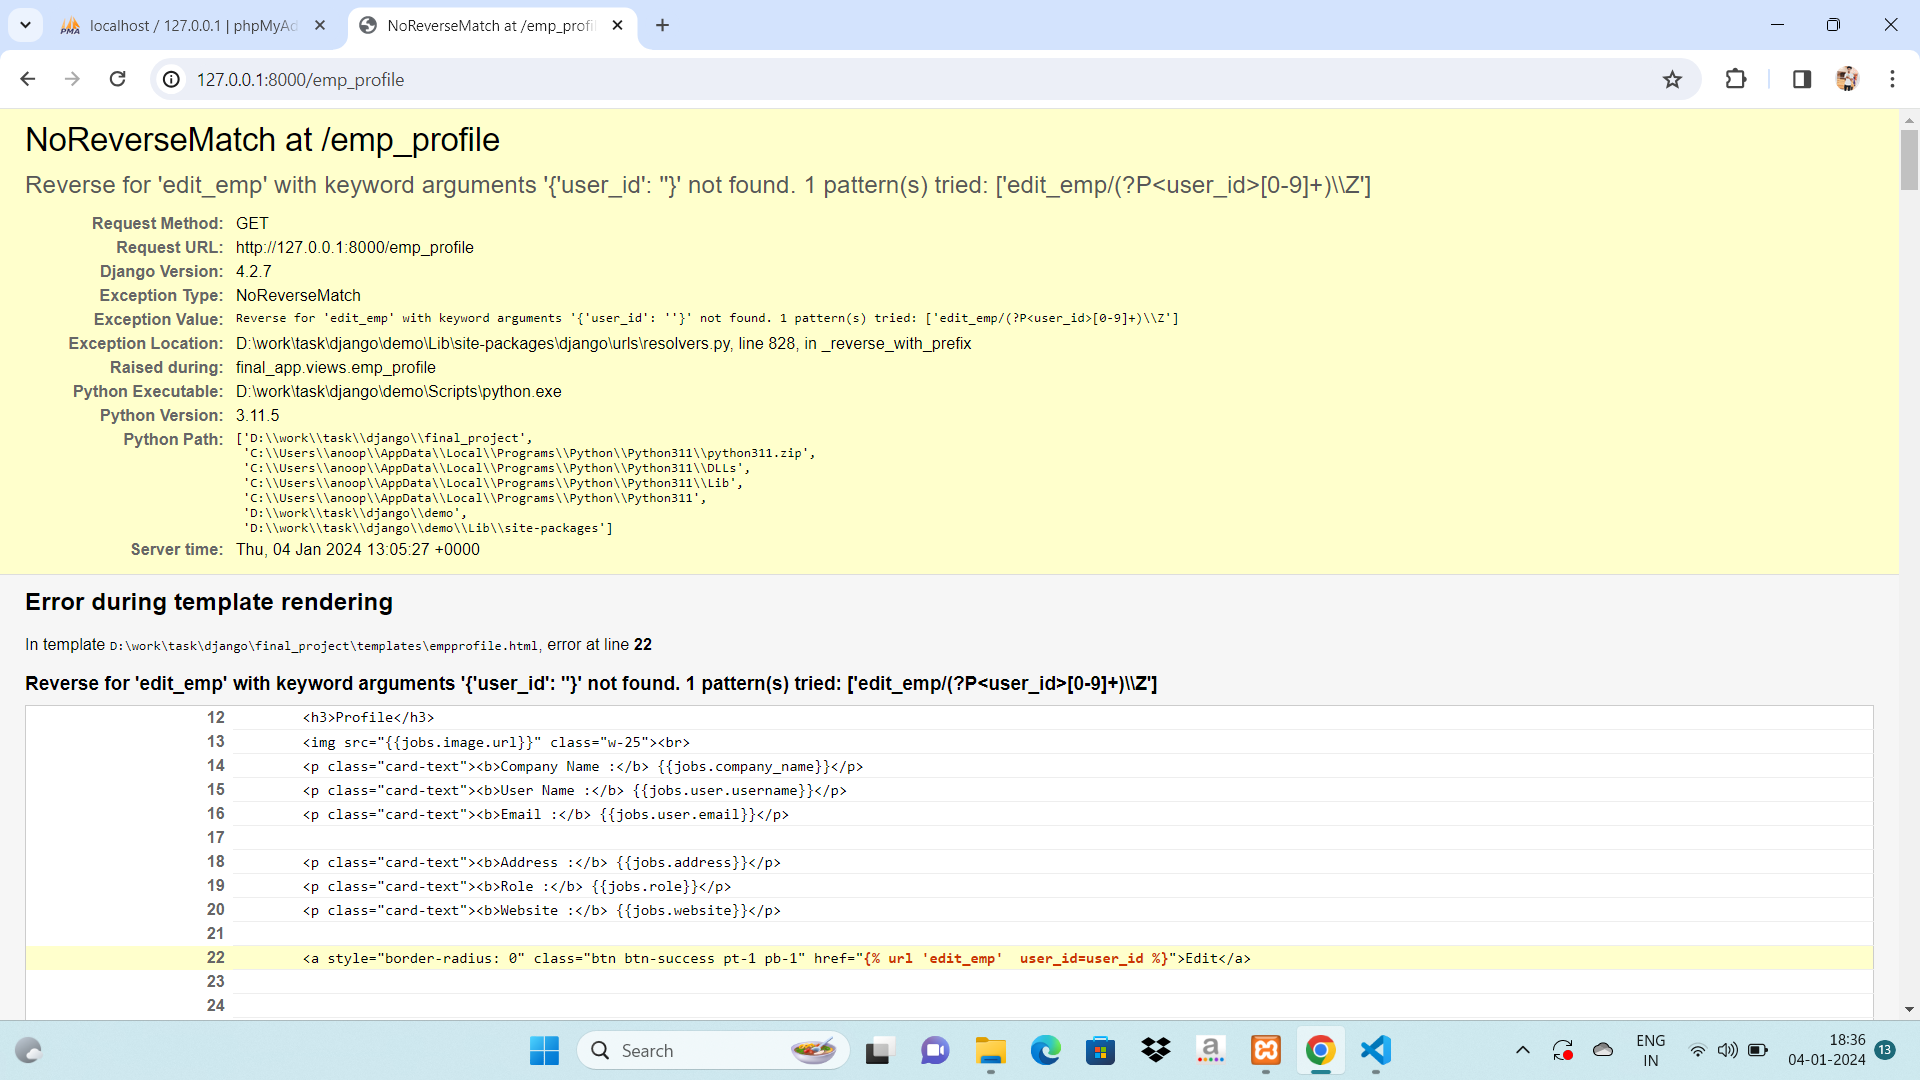 localhost / 127.0.0.1 | phpMyAd
NoReverseMatch at /emp_profi
127.0.0.1:8000/emp_profile
NoReverseMatch at /emp_profile
Reverse for 'edit_emp' with keyword arguments '{'user_id': ''}' not found. 1 pattern(s) tried: ['edit_emp/(?P<user_id>[0-9]+)\\Z']
Request Method: GET
Request URL: http://127.0.0.1:8000/emp_profile
Django Version: 4.2.7
Exception Type: NoReverseMatch
Exception Value: Reverse for 'edit_emp' with keyword arguments '{'user_id': ''}' not found. 1 pattern(s) tried: ['edit_emp/(?P<user_id>[0-9]+)\\Z']
Exception Location: D:\work\task\django\demo\Lib\site-packages\django\urls\resolvers.py, line 828, in _reverse_with_prefix
Raised during: final_app.views.emp_profile
Python Executable: D:\work\task\django\demo\Scripts\python.exe
Python Version: 3.11.5
Python Path: ['D:\\work\\task\\django\\final_project',
'C:\\Users\\anoop\\AppData\\Local\\Programs\\Python\\Python311\\python311.zip',
'C:\\Users\\anoop\\AppData\\Local\\Programs\\Python\\Python311\\DLLs',
'C:\\Users\\anoop\\AppData\\Local\\Programs\\Python\\Python311\\Lib',
'C:\\Users\\anoop\\AppData\\Local\\Programs\\Python\\Python311',
'D:\\work\\task\\django\\demo',
'D:\\work\\task\\django\\demo\\Lib\\site-packages']
Server time: Thu, 04 Jan 2024 13:05:27 +0000
Error during template rendering
In template D:\work\task\django\final_project\templates\empprofile.html, error at line 22
Reverse for 'edit_emp' with keyword arguments '{'user_id': ''}' not found. 1 pattern(s) tried: ['edit_emp/(?P<user_id>[0-9]+)\\Z']
12 <h3>Profile</h3>
13 <img src="{{jobs.image.url}}" class="w-25"><br>
14 <p class="card-text"><b>Company Name :</b> {{jobs.company_name}}</p>
15 <p class="card-text"><b>User Name :</b> {{jobs.user.username}}</p>
16 <p class="card-text"><b>Email :</b> {{jobs.user.email}}</p>
17
18 <p class="card-text"><b>Address :</b> {{jobs.address}}</p>
19 <p class="card-text"><b>Role :</b> {{jobs.role}}</p>
20 <p class="card-text"><b>Website :</b> {{jobs.website}}</p>
21
22 <a style="border-radius: 0" class="btn btn-success pt-1 pb-1" href="{% url 'edit_emp'  user_id=user_id %}">Edit</a>
23
24
Search
ENG
IN
18:36
04-01-2024
13